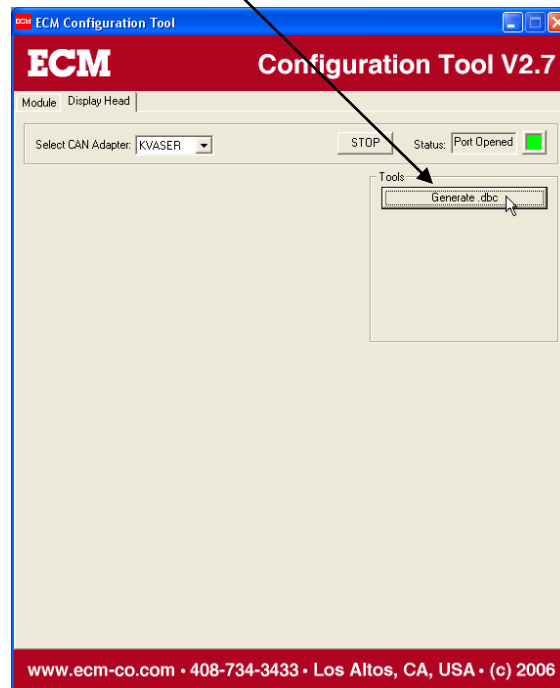 ECM ECM Configuration Tool
ECM Configuration Tool V2.7
Module Display Head
Select CAN Adapter: KVASER STOP Status: Port Opened
Tools
Generate .dbc
www.ecm-co.com • 408-734-3433 • Los Altos, CA, USA • (c) 2006